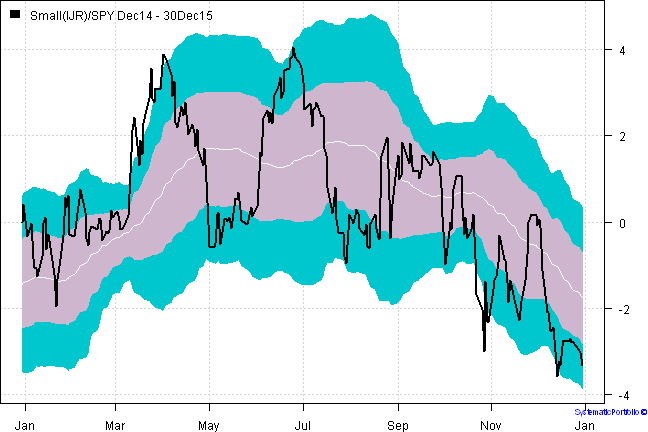 Small(IJR)/SPY Dec14 - 30Dec15
4
2
0
-2
-4
Jan Mar May Jul Sep Nov Jan
SystematicPortfolio ©